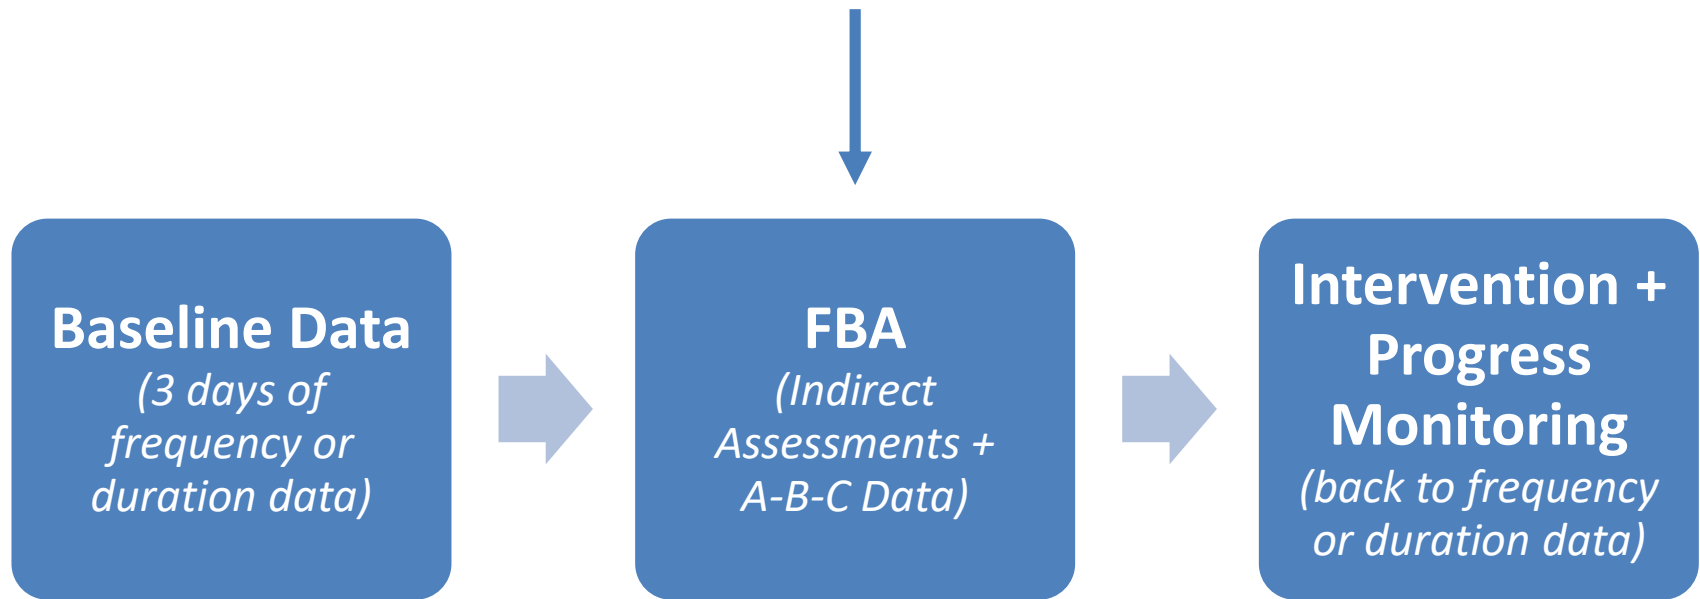 Baseline Data
(3 days of
frequency or
duration data)
FBA
(Indirect
Assessments +
A-B-C Data)
Intervention +
Progress
Monitoring
(back to frequency
or duration data)